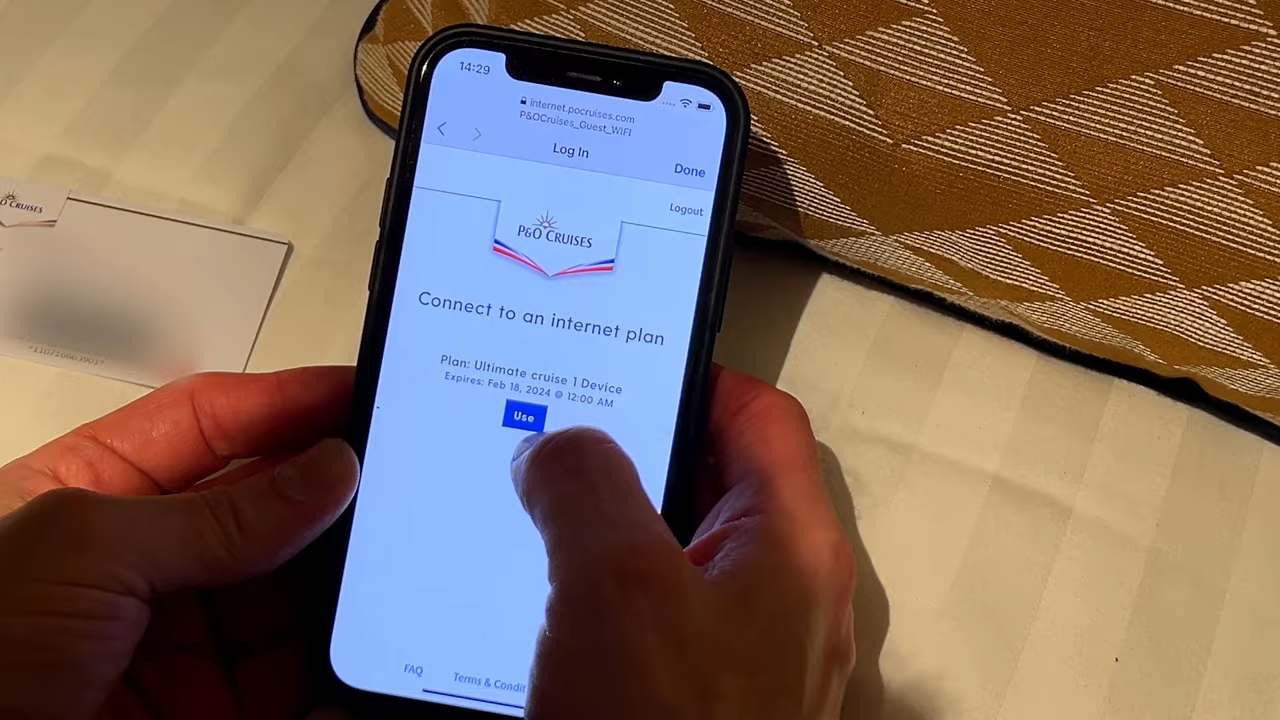 14:29
internet.pocruises.com
P&OCruises_Guest_WIFI
Log In
Done
Logout
P&O CRUISES
Connect to an internet plan
Plan: Ultimate cruise 1 Device
Expires: Feb 18, 2024 @ 12:00 AM
Use
FAQ
Terms & Condit
O CRUISES